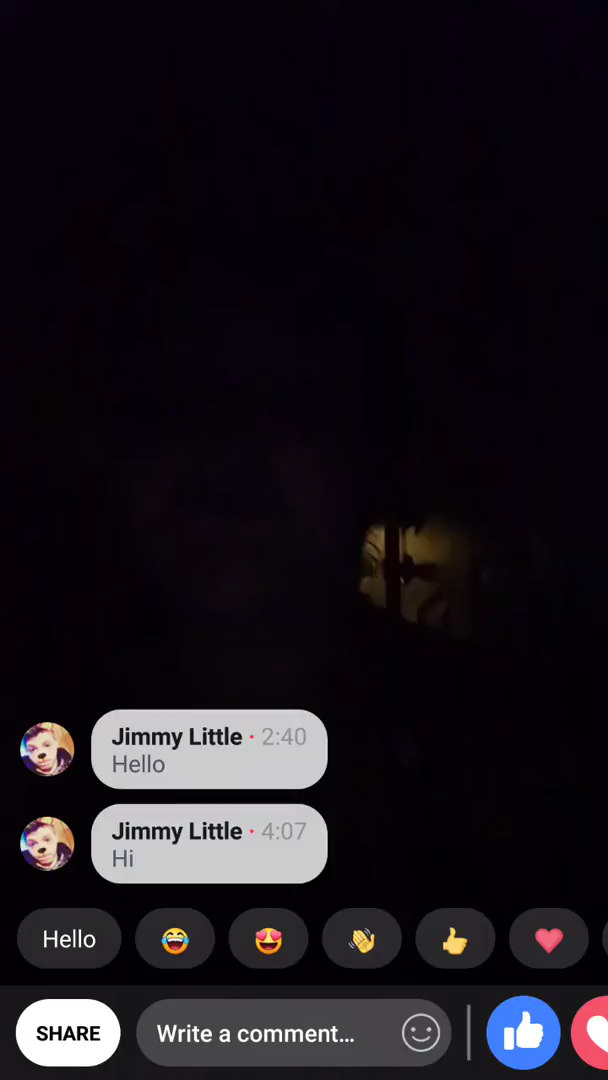 Jimmy Little · 2:40
Hello
Jimmy Little · 4:07
Hi
Hello
SHARE
Write a comment...